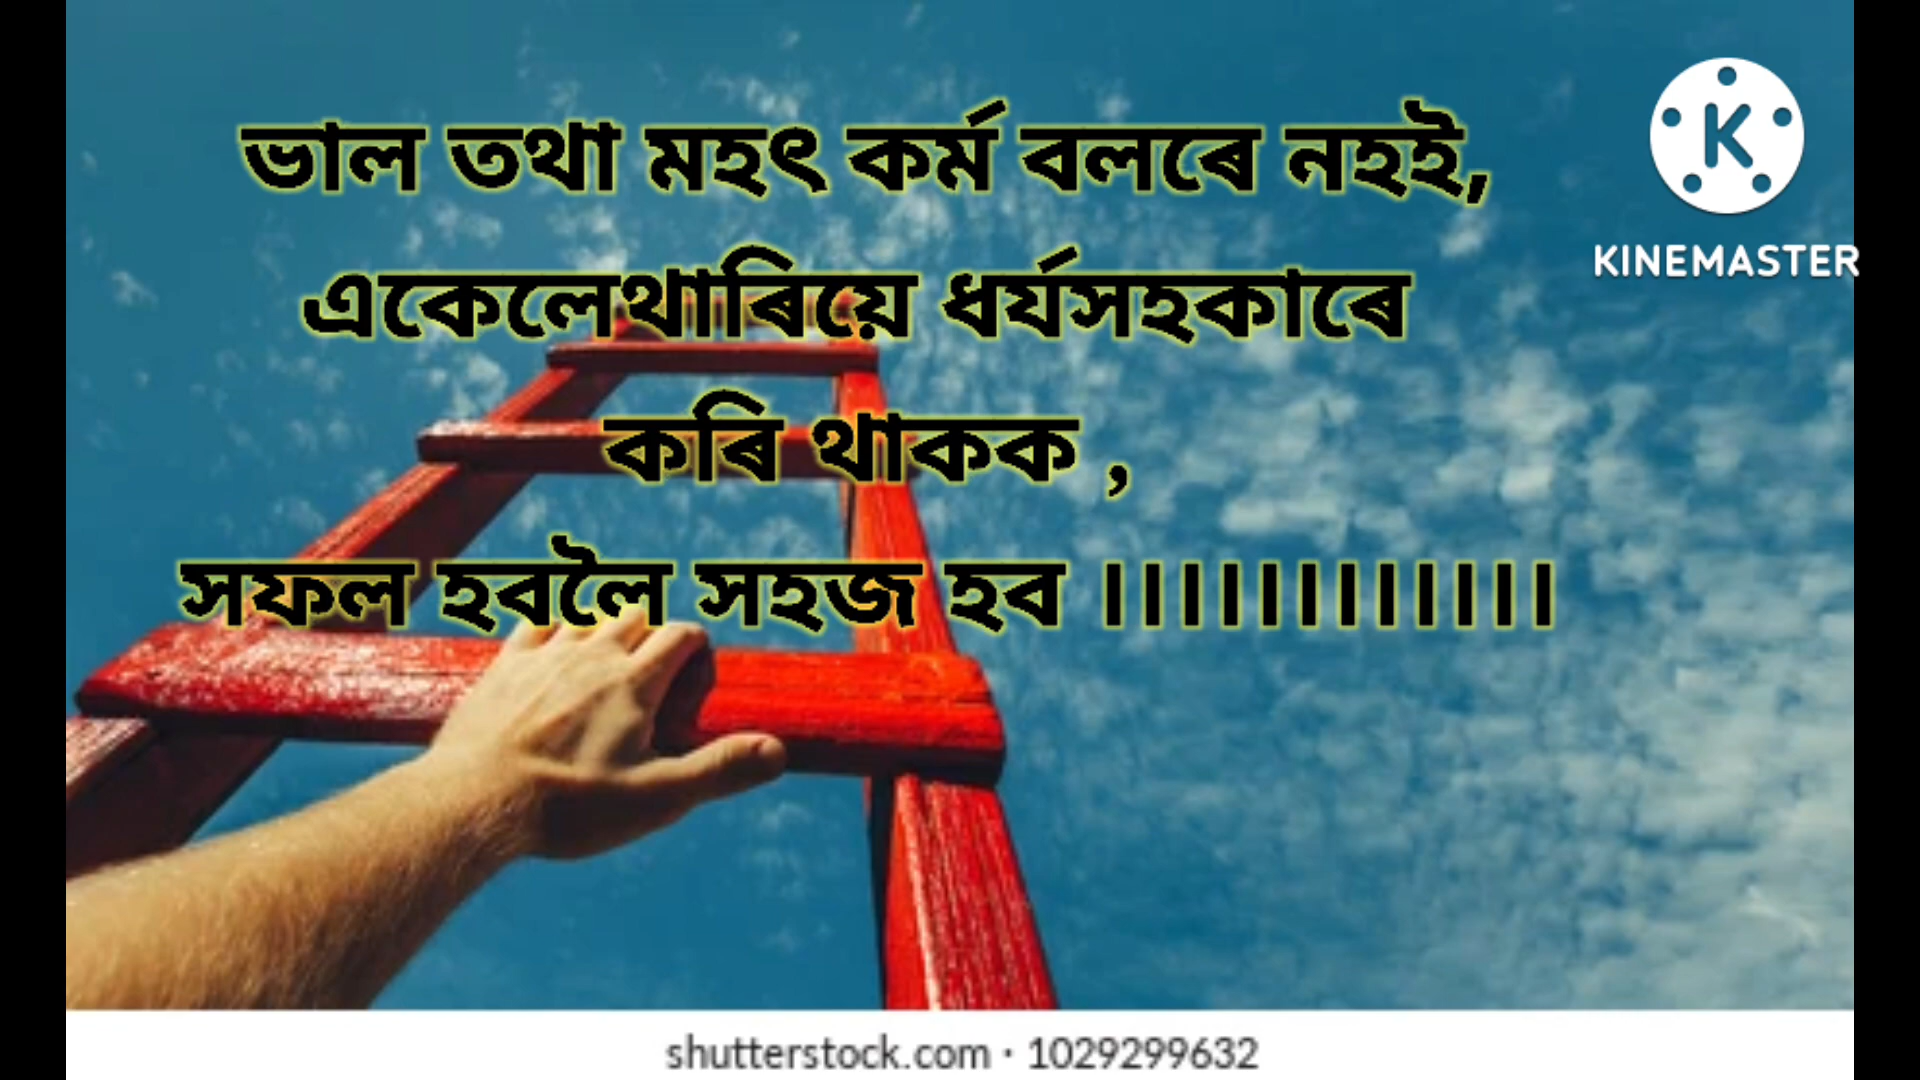 ভাল তথা মহৎ কৰ্ম বলৰে নহই,
একেলেথাৰিয়ে ধৰ্যসহকাৰে
কৰি থাকক ,
সফল হবলৈ সহজ হব ।।।।।।।।।।।।
KINEMASTER
shutterstock.com · 1029299632